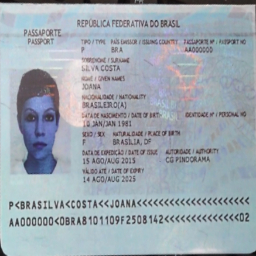 REPÚBLICA FEDERATIVA DO BRASIL
PASSAPORTE
PASSPORT
TIPO / TYPE PAÍS EMISSOR / ISSUING COUNTRY PASSAPORTE Nº / PASSPORT NO
P BRA AA000000
SOBRENOME / SURNAME
SILVA COSTA
NOME / GIVEN NAMES
JOANA
NACIONALIDADE / NATIONALITY
BRASILEIRO(A)
DATA DE NASCIMENTO / DATE OF BIRTH IDENTIDADE Nº / PERSONAL NO
10 JAN/JAN 1981
SEXO / SEX NATURALIDADE / PLACE OF BIRTH
F BRASÍLIA, DF
DATA DE EXPEDIÇÃO / DATE OF ISSUE AUTORIDADE / AUTHORITY
15 AGO/AUG 2015 CG PINDORAMA
VÁLIDO ATÉ / DATE OF EXPIRY
14 AGO/AUG 2025
P<BRASILVA<COSTA<<JOANA<<<<<<<<<<<<<<<<<<<<<
AA000000<0BRA8101109F2508142<<<<<<<<<<<<<<02